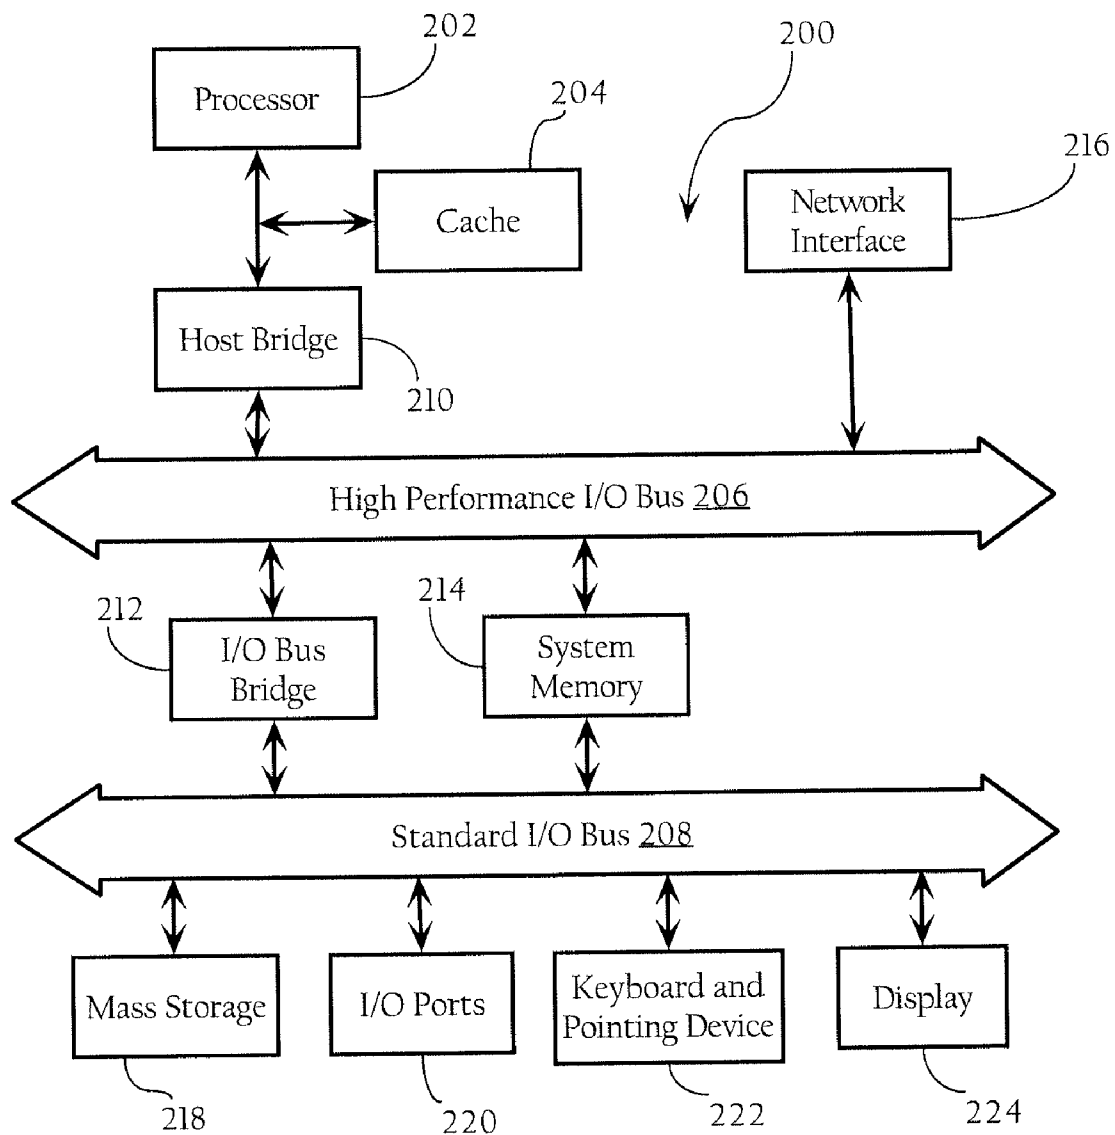 202
200
Processor
204
216
Cache
Network
Interface
Host Bridge
210
High Performance I/O Bus 206
212
214
I/O Bus
Bridge
System
Memory
Standard I/O Bus 208
Mass Storage
I/O Ports
Keyboard and
Pointing Device
Display
218
220
222
224